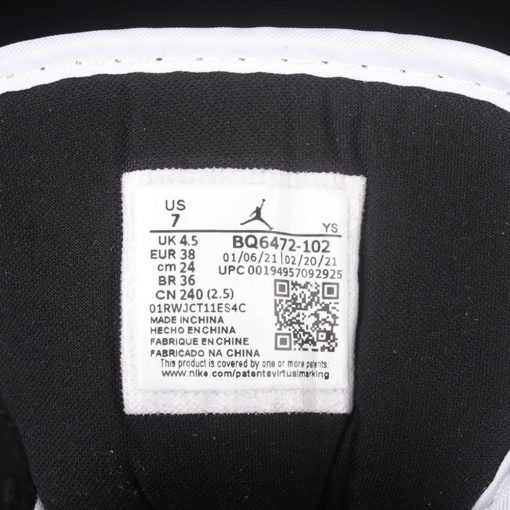 US
7
YS
UK 4.5
EUR 38
cm 24
BR 36
CN 240 (2.5)
BQ6472-102
01/06/21 02/20/21
UPC 00194957092925
01RWJCT11ES4C
MADE IN CHINA
HECHO EN CHINA
FABRIQUE EN CHINE
FABRICADO NA CHINA
This product is covered by one or more patents:
www.nike.com/patentsvirtualmarking